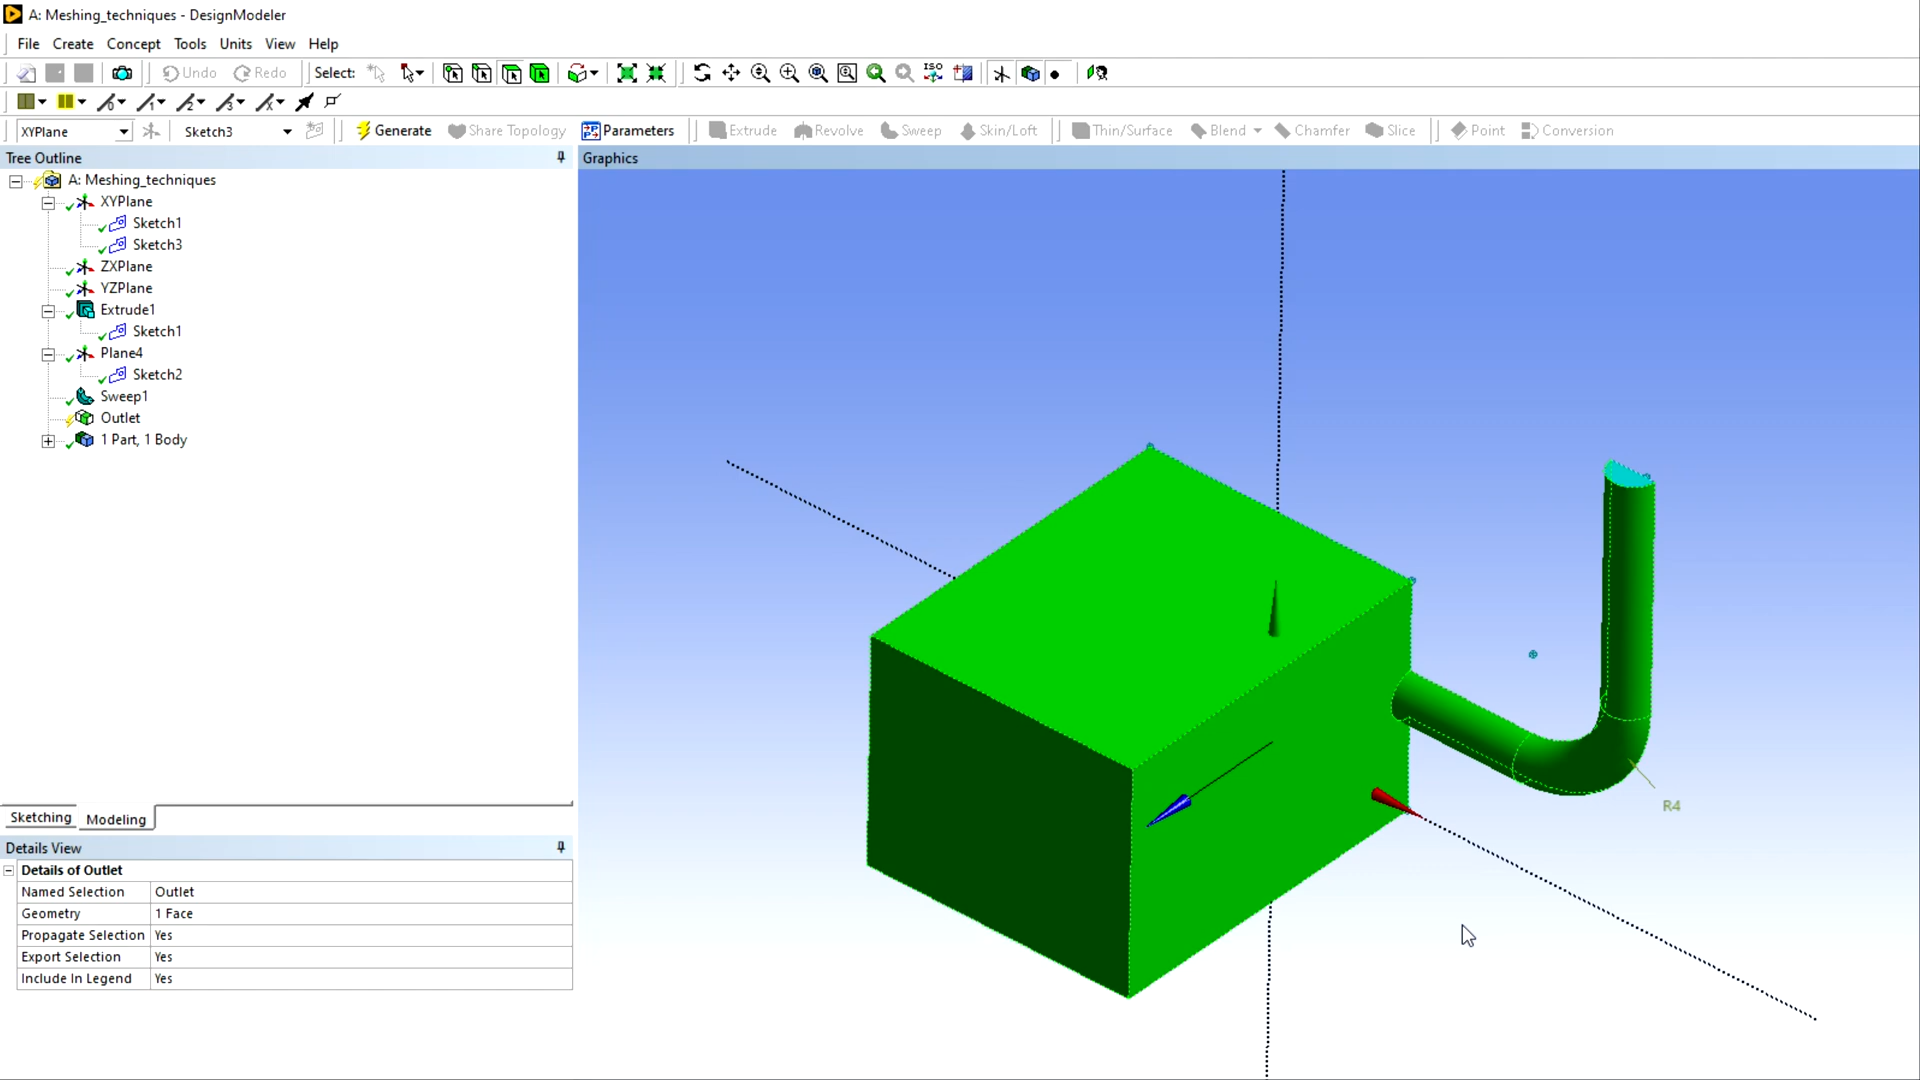 A: Meshing_techniques - DesignModeler
File Create Concept Tools Units View Help
Undo Redo Select: ISO
XYPlane Sketch3 Generate Share Topology Parameters Extrude Revolve Sweep Skin/Loft Thin/Surface Blend Chamfer Slice Point Conversion
Tree Outline
Graphics
A: Meshing_techniques
XYPlane
Sketch1
Sketch3
ZXPlane
YZPlane
Extrude1
Sketch1
Plane4
Sketch2
Sweep1
Outlet
1 Part, 1 Body
R4
Sketching Modeling
Details View
Details of Outlet
Named Selection Outlet
Geometry 1 Face
Propagate Selection Yes
Export Selection Yes
Include In Legend Yes